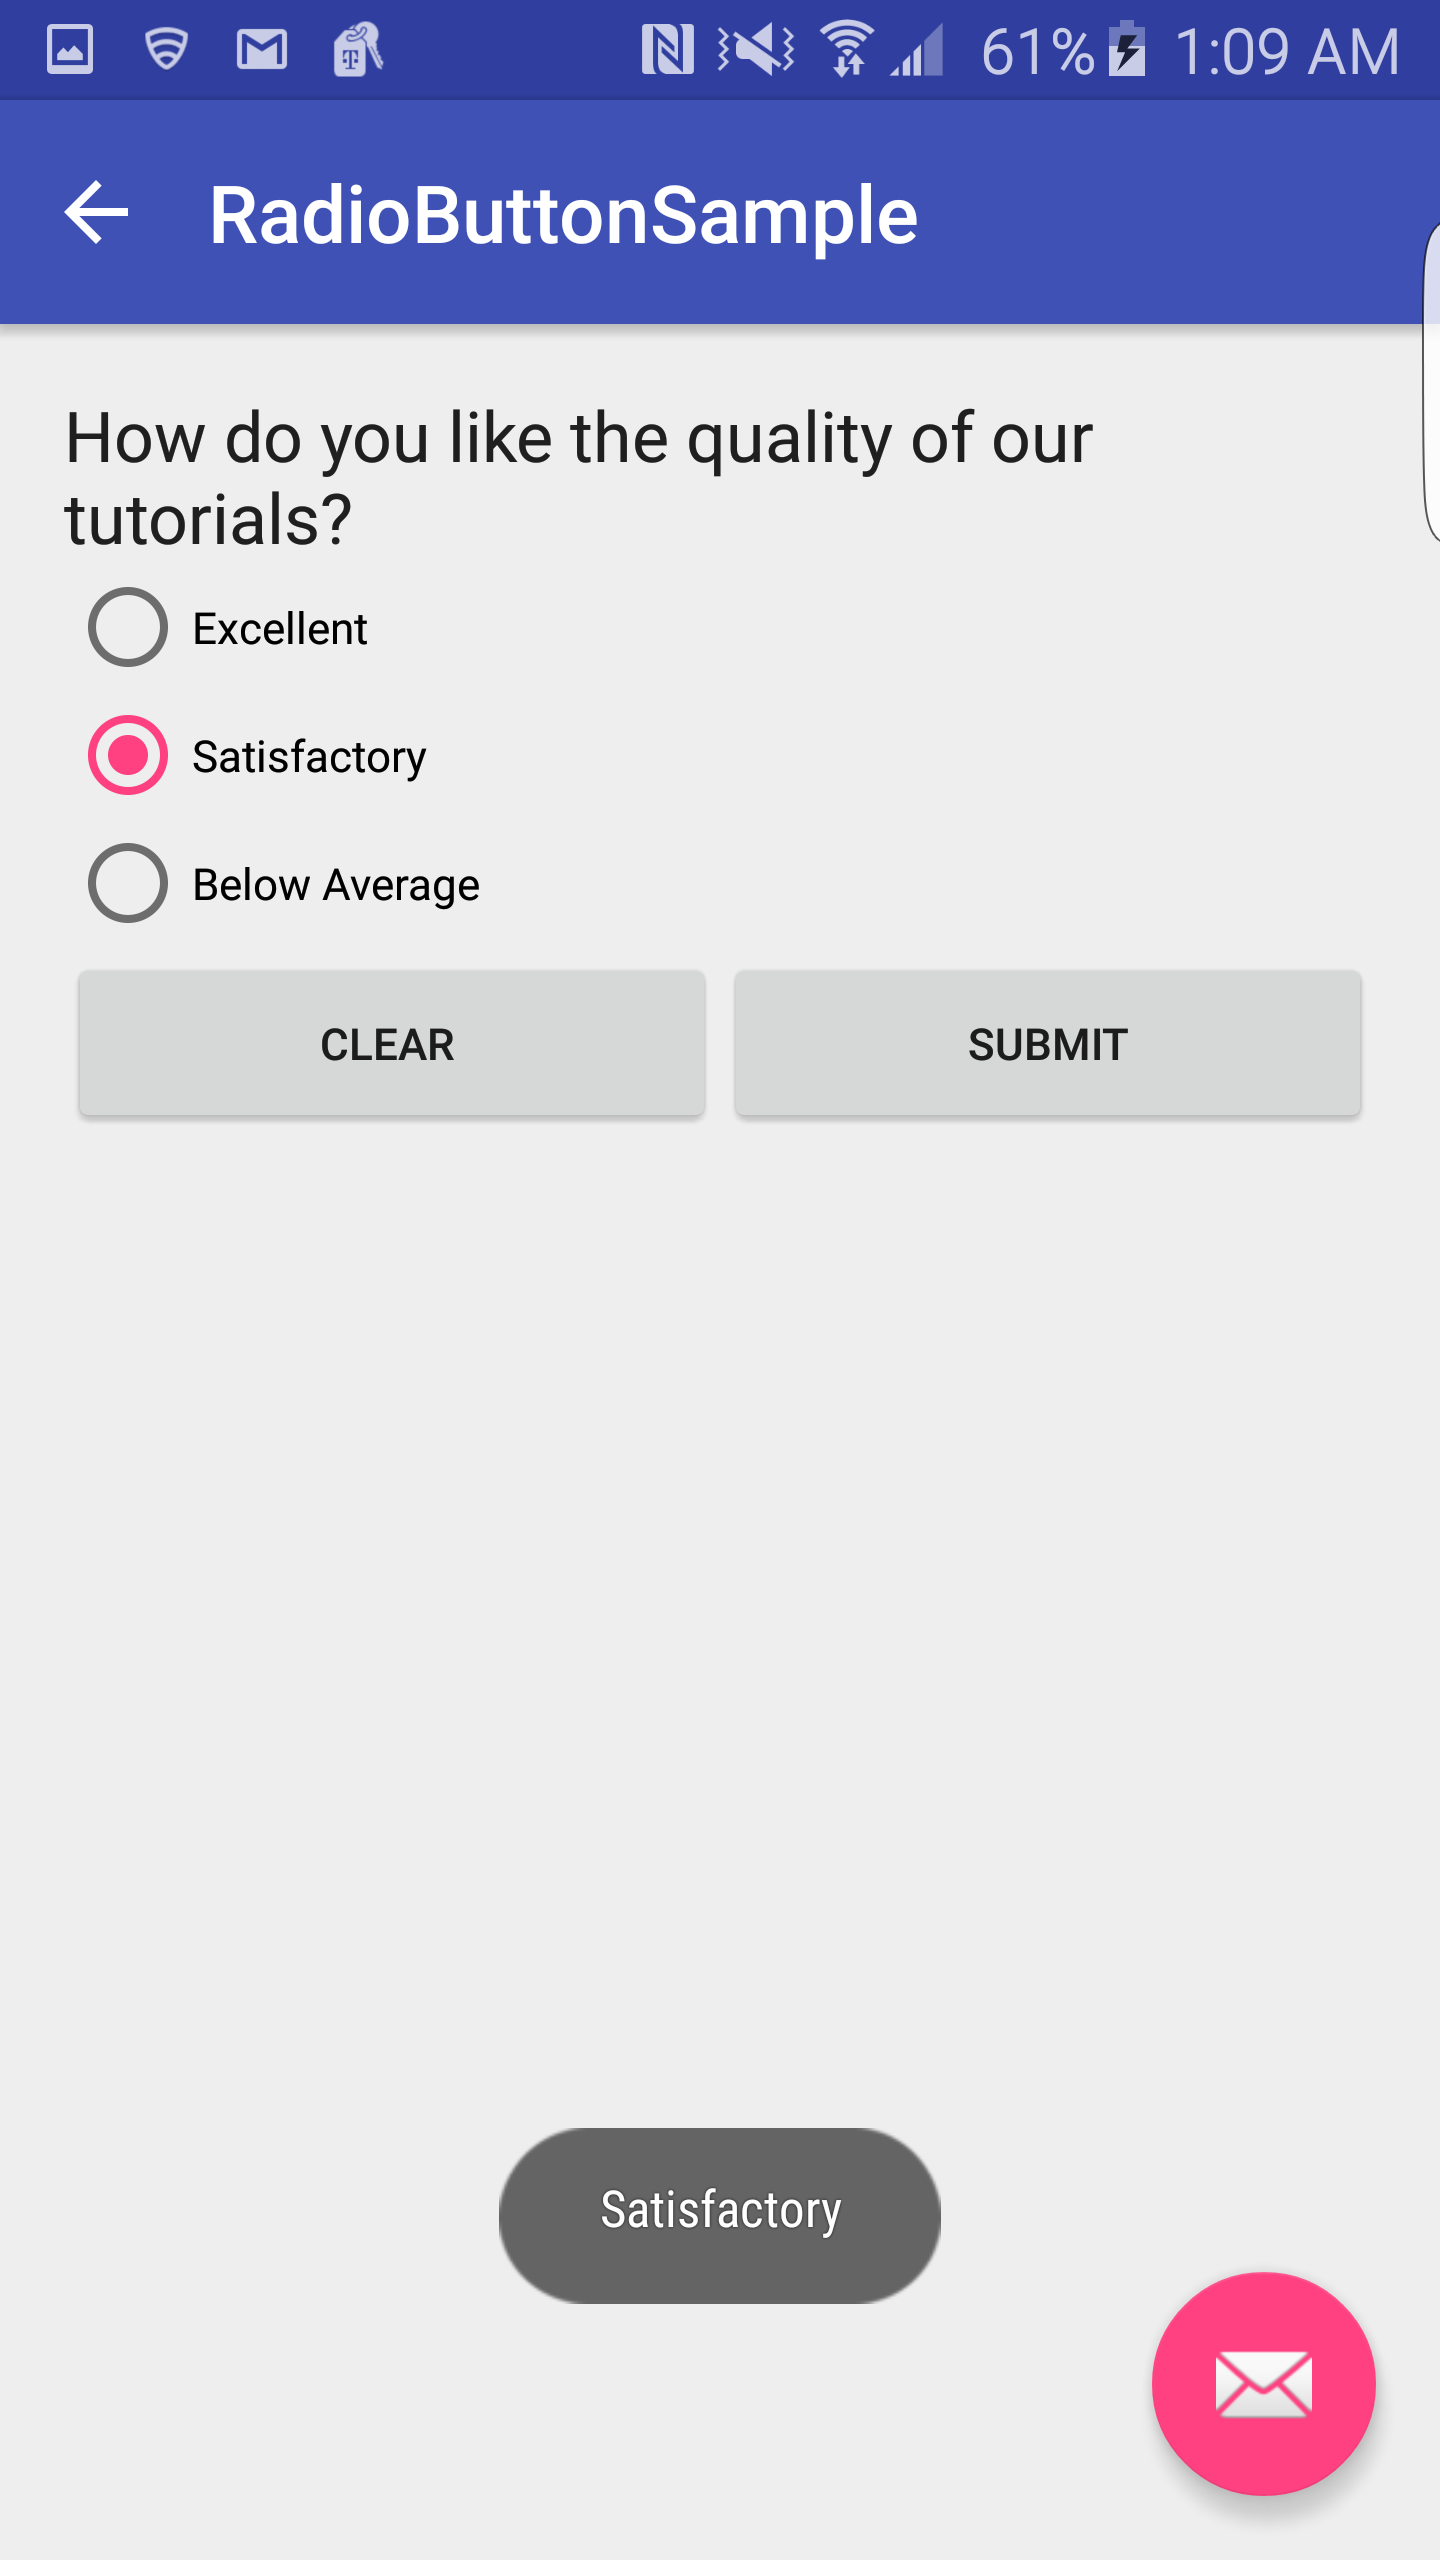 61% 1:09 AM
RadioButtonSample
How do you like the quality of our
tutorials?
Excellent
Satisfactory
Below Average
CLEAR SUBMIT
Satisfactory